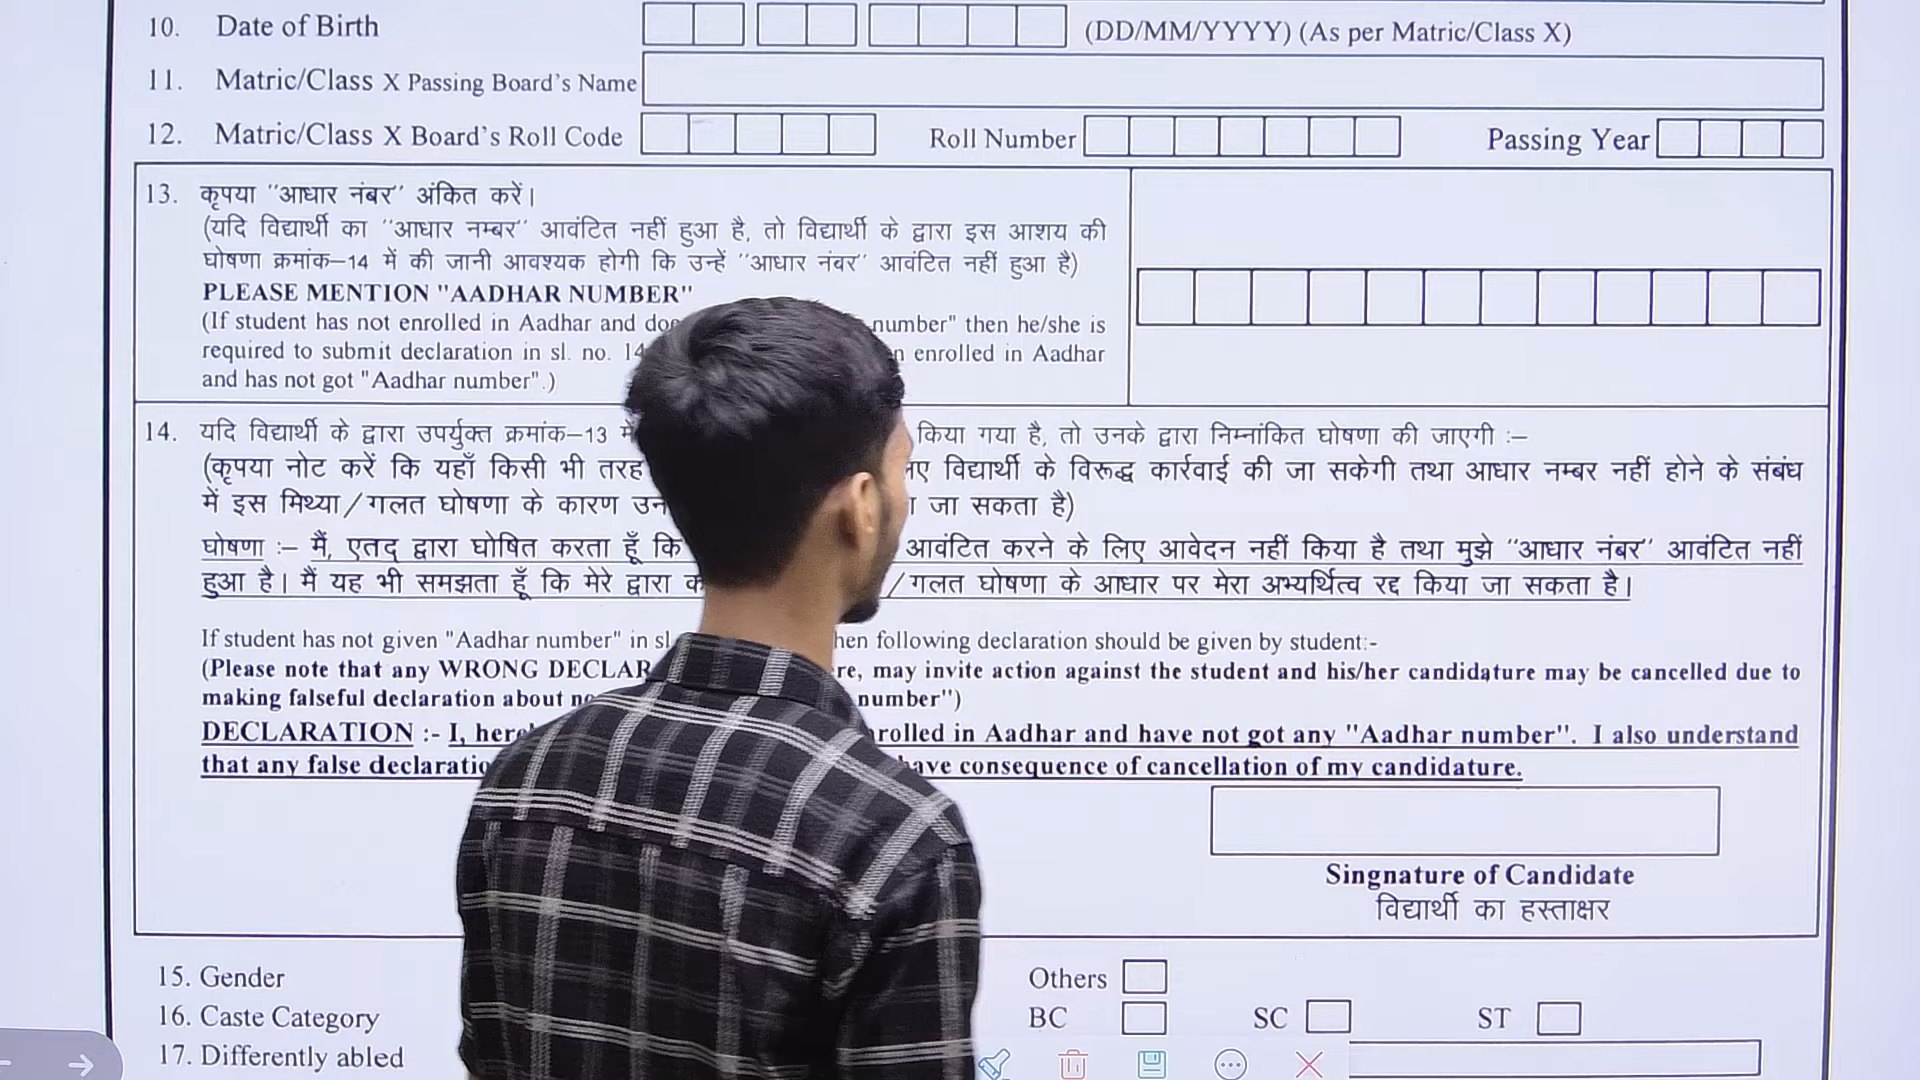 10. Date of Birth (DD/MM/YYYY) (As per Matric/Class X)
11. Matric/Class X Passing Board's Name
12. Matric/Class X Board's Roll Code Roll Number Passing Year
13. कृपया ''आधार नंबर'' अंकित करें।
(यदि विद्यार्थी का ''आधार नम्बर'' आवंटित नहीं हुआ है, तो विद्यार्थी के द्वारा इस आशय की
घोषणा क्रमांक–14 में की जानी आवश्यक होगी कि उन्हें ''आधार नंबर'' आवंटित नहीं हुआ है)
PLEASE MENTION "AADHAR NUMBER"
(If student has not enrolled in Aadhar and number" then he/she is
required to submit declaration in sl. no. 14 enrolled in Aadhar
and has not got "Aadhar number".)
14. यदि विद्यार्थी के द्वारा उपर्युक्त क्रमांक–13 में किया गया है, तो उनके द्वारा निम्नांकित घोषणा की जाएगी :–
(कृपया नोट करें कि यहाँ किसी भी तरह विद्यार्थी के विरूद्ध कार्रवाई की जा सकेगी तथा आधार नम्बर नहीं होने के संबंध
में इस मिथ्या/गलत घोषणा के कारण जा सकता है)
घोषणा :– मैं, एतद् द्वारा घोषित करता हूँ कि आवंटित करने के लिए आवेदन नहीं किया है तथा मुझे ''आधार नंबर'' आवंटित नहीं
हुआ है। मैं यह भी समझता हूँ कि मेरे द्वारा /गलत घोषणा के आधार पर मेरा अभ्यर्थित्व रद्द किया जा सकता है।
If student has not given "Aadhar number" in sl following declaration should be given by student:-
(Please note that any WRONG may invite action against the student and his/her candidature may be cancelled due to
making falseful declaration about number")
DECLARATION :- I, in Aadhar and have not got any "Aadhar number". I also understand
that any false consequence of cancellation of my candidature.
Singnature of Candidate
विद्यार्थी का हस्ताक्षर
15. Gender Others
16. Caste Category BC SC ST
17. Differently abled